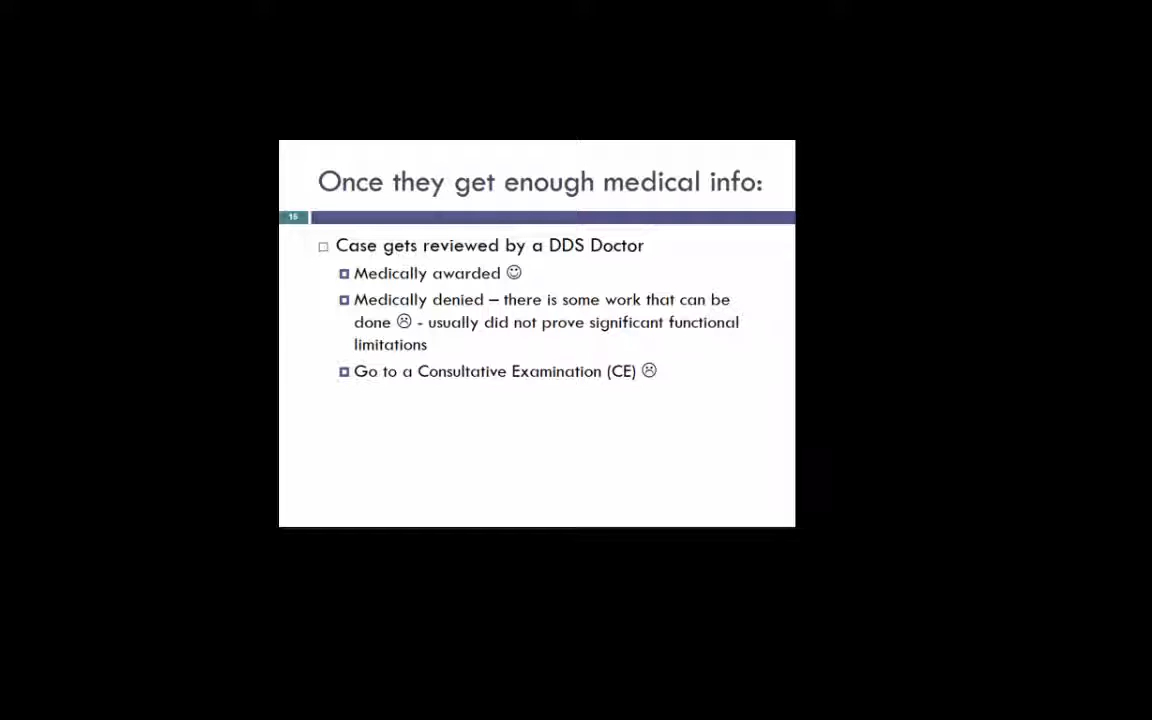 Once they get enough medical info:
15
Case gets reviewed by a DDS Doctor
Medically awarded ☺
Medically denied – there is some work that can be
done ☹ - usually did not prove significant functional
limitations
Go to a Consultative Examination (CE) ☹